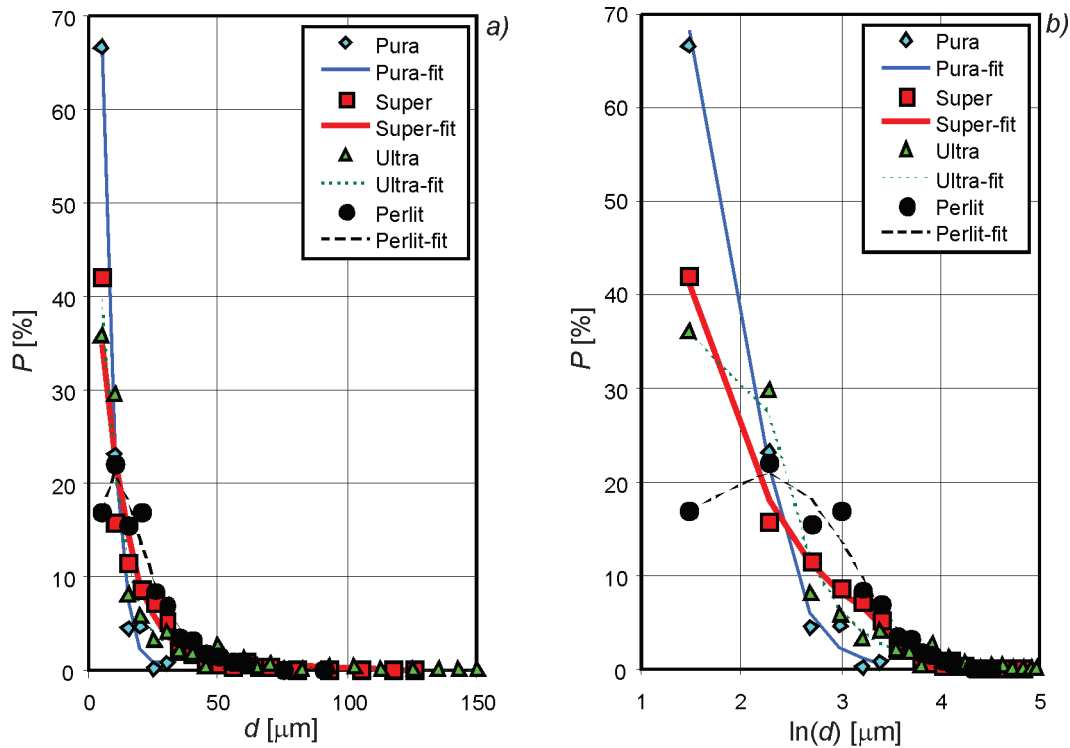 a)
70
60
50
40
30
20
10
0
P [%]
Pura
Pura-fit
Super
Super-fit
Ultra
Ultra-fit
Perlit
Perlit-fit
0 50 100 150
d [μm]
b)
70
60
50
40
30
20
10
0
P [%]
Pura
Pura-fit
Super
Super-fit
Ultra
Ultra-fit
Perlit
Perlit-fit
1 2 3 4 5
ln(d) [μm]